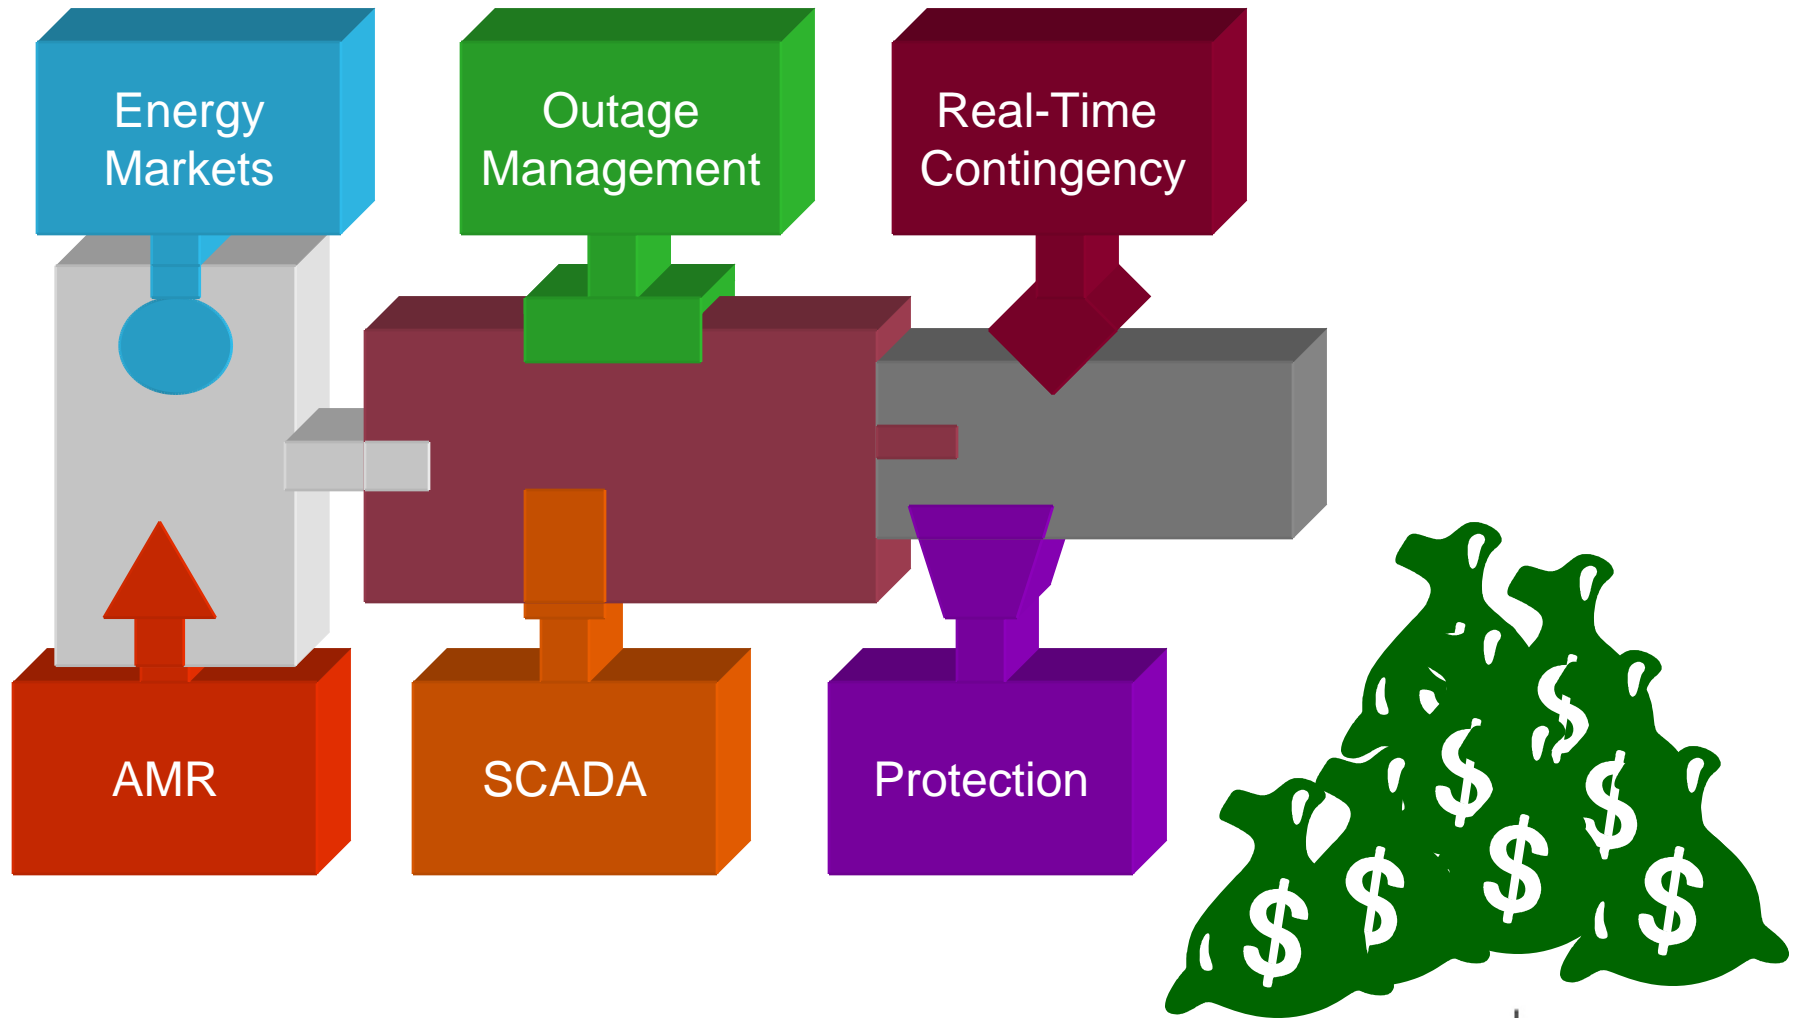 Energy
Markets
Outage
Management
Real-Time
Contingency
AMR
SCADA
Protection
$
$
$
$
$
$
$